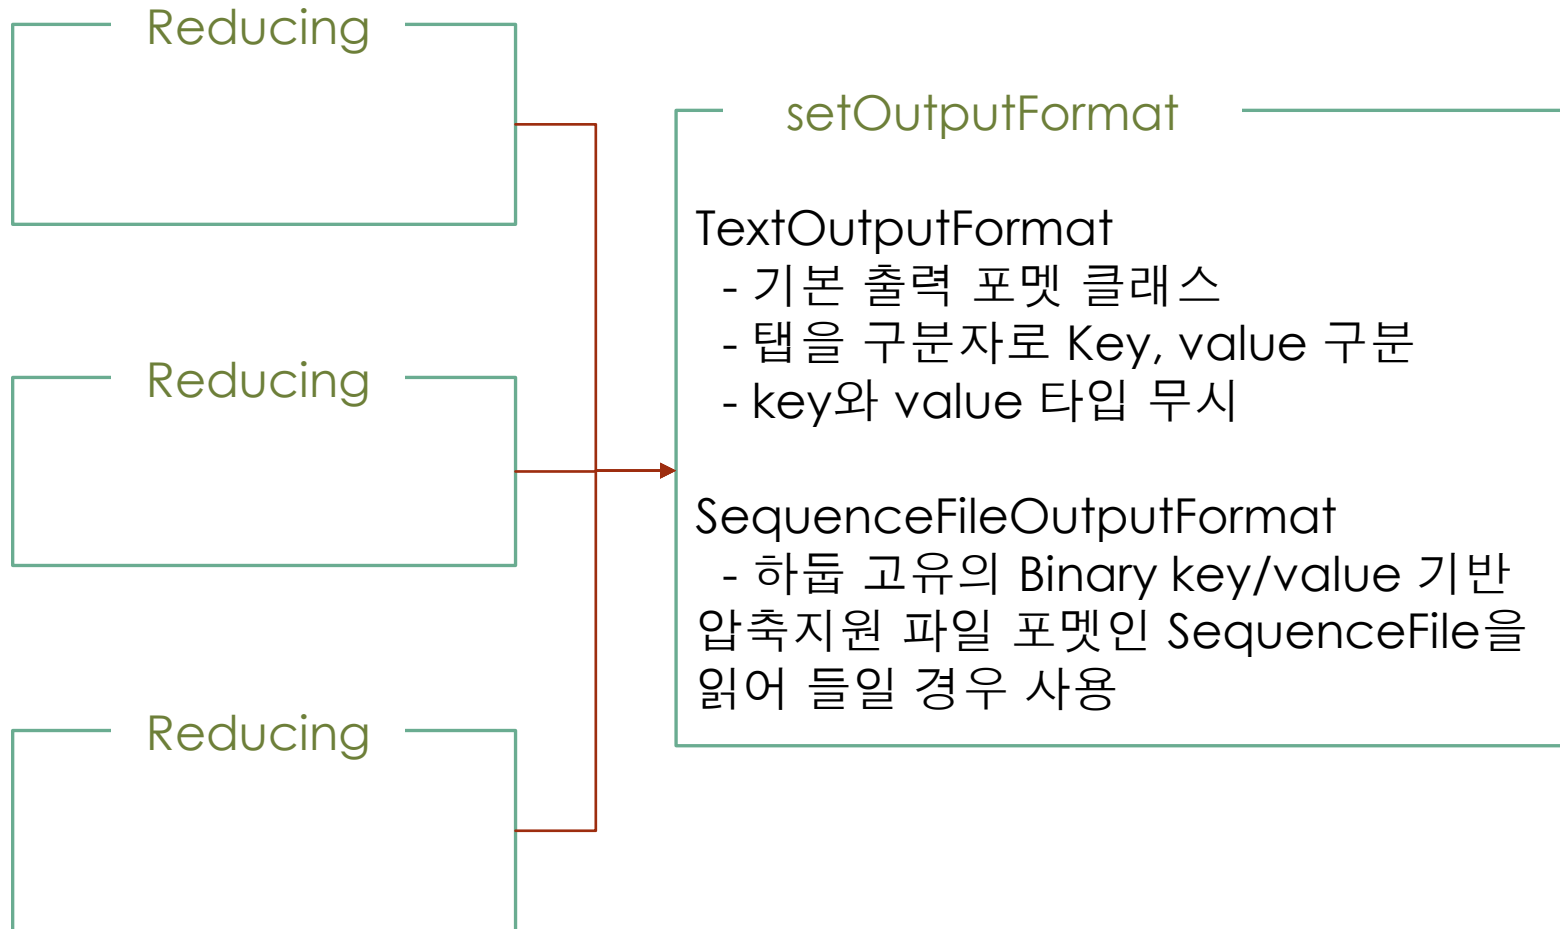 Reducing
Reducing
Reducing
setOutputFormat
TextOutputFormat
- 기본 출력 포멧 클래스
- 탭을 구분자로 Key, value 구분
- key와 value 타입 무시
SequenceFileOutputFormat
- 하둡 고유의 Binary key/value 기반
압축지원 파일 포멧인 SequenceFile을
읽어 들일 경우 사용